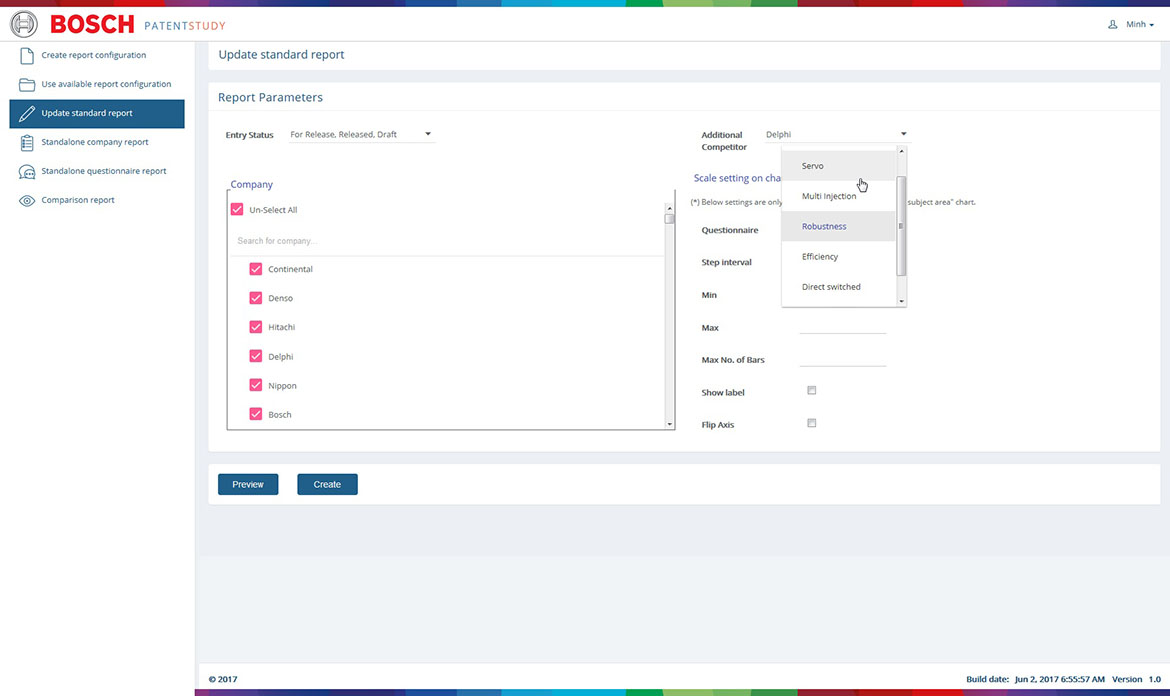 BOSCH PATENTSTUDY
Minh
Create report configuration
Use available report configuration
Update standard report
Standalone company report
Standalone questionnaire report
Comparison report
Update standard report
Report Parameters
Entry Status For Release, Released, Draft
Company
Un-Select All
Search for company...
Continental
Denso
Hitachi
Delphi
Nippon
Bosch
Additional
Competitor
Delphi
Servo
Multi Injection
Robustness
Efficiency
Direct switched
Scale setting on cha
(*) Below settings are only subject area" chart.
Questionnaire
Step interval
Min
Max
Max No. of Bars
Show label
Flip Axis
Preview
Create
© 2017
Build date: Jun 2, 2017 6:55:57 AM Version 1.0